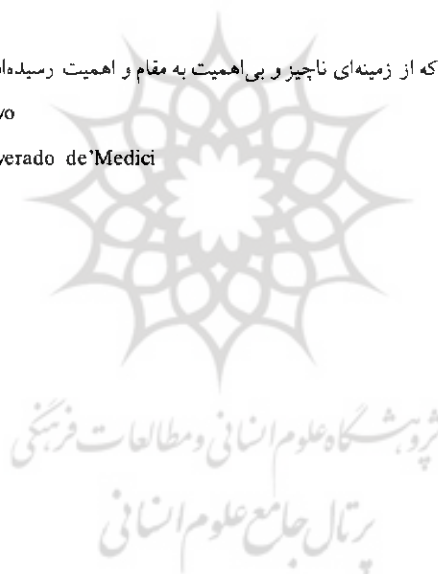 که از زمینه‌ای ناچیز و بی‌اهمیت به مقام و اهمیت رسیده‌اند
verado de'Medici
پژوهشگاه علوم انسانی و مطالعات فرهنگی
پرتال جامع علوم انسانی